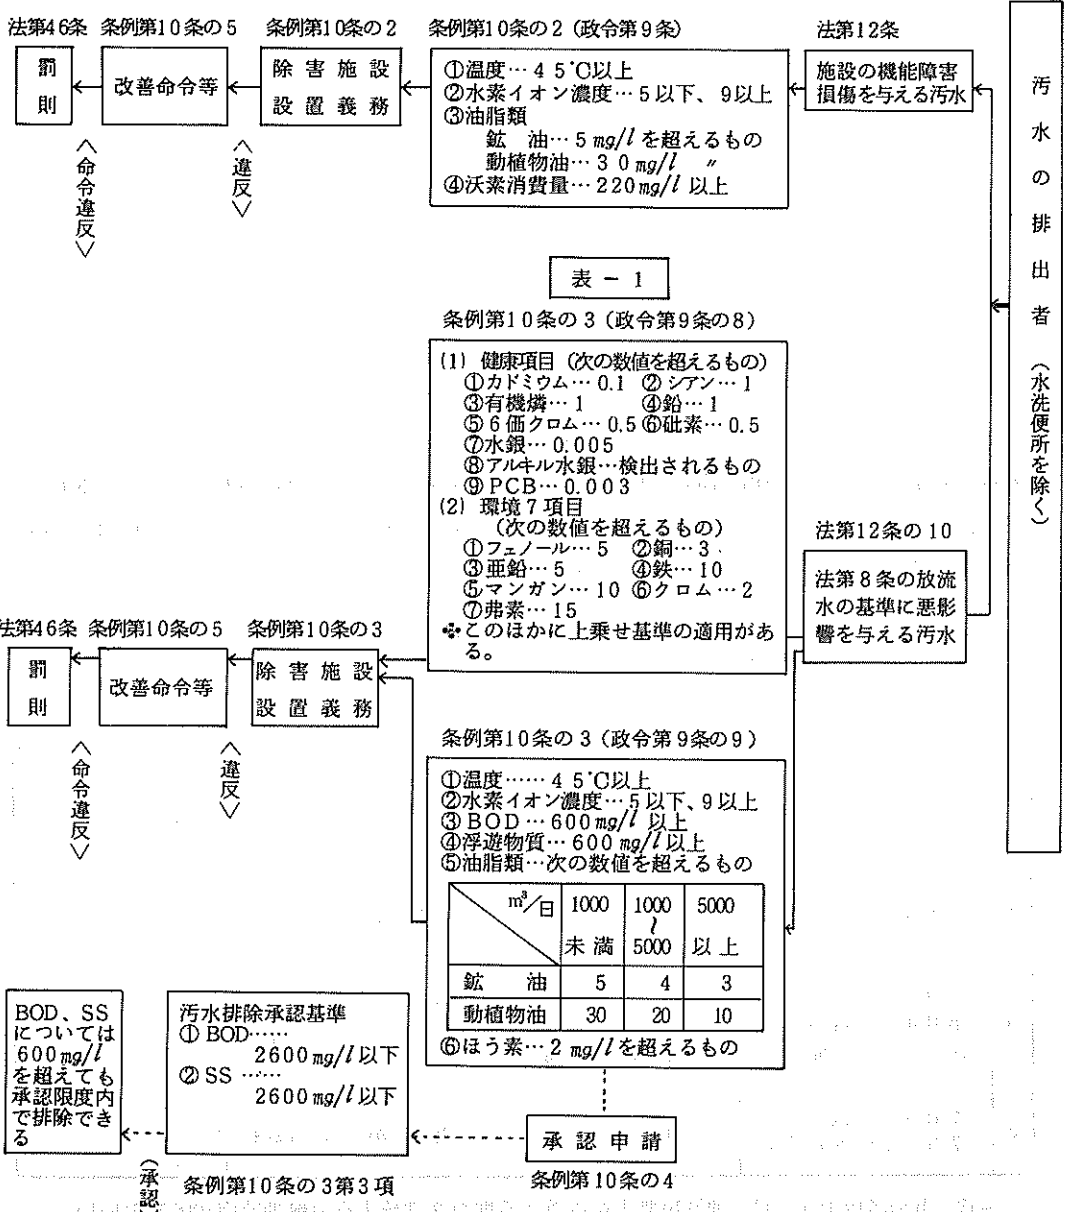 法第46条 条例第10条の5 条例第10条の2 条例第10条の2(政令第9条) 法第12条
罰則
改善命令等
除害施設
設置義務
①温度…45℃以上
②水素イオン濃度…5以下、9以上
③油脂類
鉱 油…5mg/lを超えるもの
動植物油…30mg/l 〃
④沃素消費量…220mg/l以上
施設の機能障害
損傷を与える汚水
汚水の排出者(水洗便所を除く)
〈命令違反〉
〈違反〉
表-1
条例第10条の3(政令第9条の8)
(1) 健康項目(次の数値を超えるもの)
①カドミウム…0.1 ②シアン…1
③有機燐…1 ④鉛…1
⑤6価クロム…0.5 ⑥砒素…0.5
⑦水銀…0.005
⑧アルキル水銀…検出されるもの
⑨PCB…0.003
(2) 環境7項目
(次の数値を超えるもの)
①フェノール…5 ②銅…3
③亜鉛…5 ④鉄…10
⑤マンガン…10 ⑥クロム…2
⑦弗素…15
✣このほかに上乗せ基準の適用があ
る。
法第12条の10
法第8条の放流
水の基準に悪影
響を与える汚水
法第46条 条例第10条の5 条例第10条の3
罰則
改善命令等
除害施設
設置義務
〈命令違反〉
〈違反〉
条例第10条の3(政令第9条の9)
①温度……45℃以上
②水素イオン濃度…5以下、9以上
③BOD…600mg/l以上
④浮遊物質…600mg/l以上
⑤油脂類…次の数値を超えるもの
m³/日 1000未満 1000~5000 5000以上
鉱 油 5 4 3
動植物油 30 20 10
⑥ほう素…2mg/lを超えるもの
BOD、SS
については
600mg/l
を超えても
承認限度内
で排除でき
る
汚水排除承認基準
①BOD……
2600mg/l以下
②SS……
2600mg/l以下
承認申請
(承認
条例第10条の3第3項
条例第10条の4